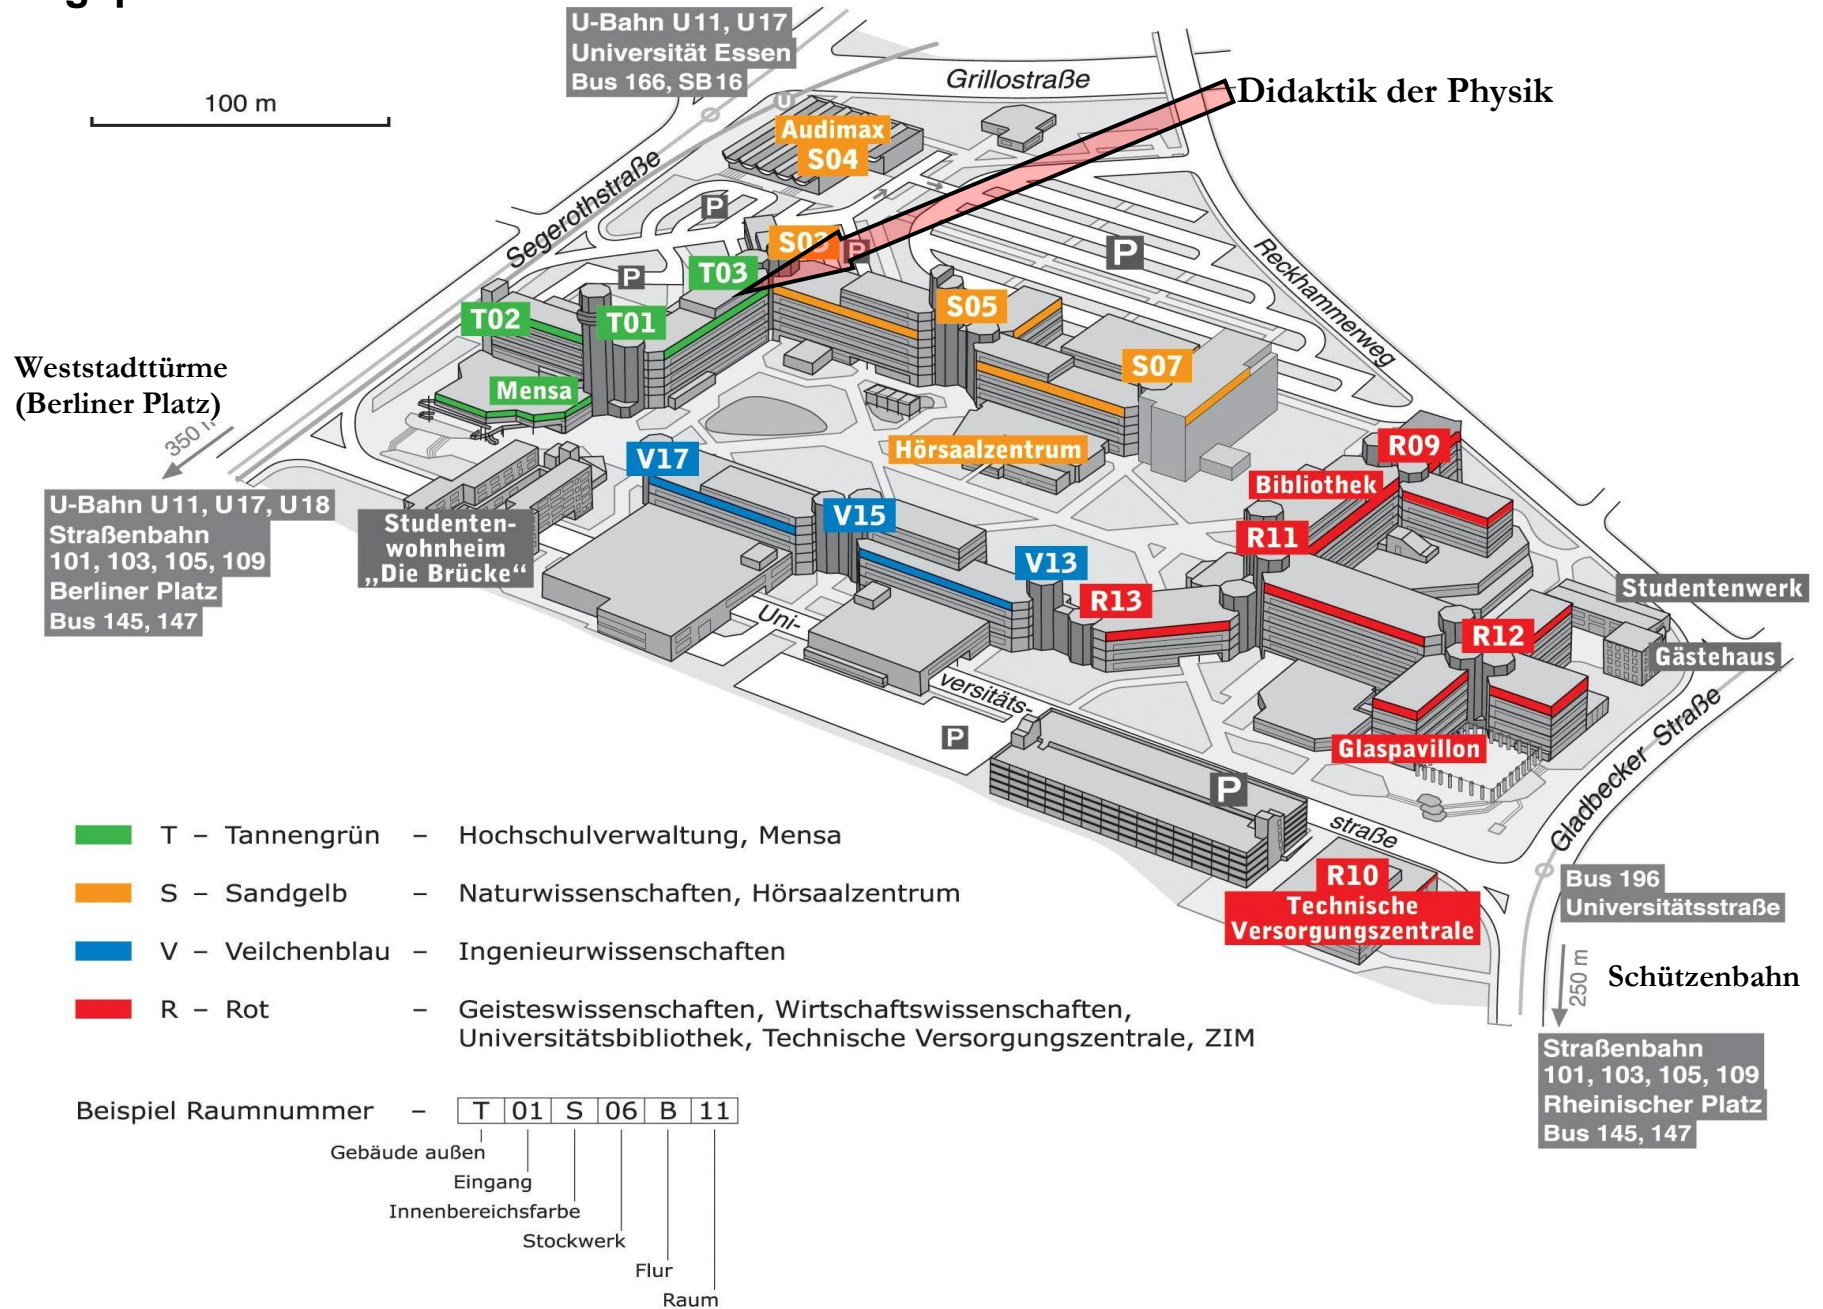 U-Bahn U11, U17
Universität Essen
Bus 166, SB16
100 m
Grillostraße
Didaktik der Physik
Audimax
S04
Segerothstraße
P
S03
P
T03
P
P
Reckhammerweg
T02
T01
S05
S07
Weststadttürme
(Berliner Platz)
350 m
Mensa
V17
Hörsaalzentrum
R09
Bibliothek
U-Bahn U11, U17, U18
Straßenbahn
101, 103, 105, 109
Berliner Platz
Bus 145, 147
Studenten-
wohnheim
„Die Brücke“
V15
R11
V13
R13
Studentenwerk
Uni-
R12
Gästehaus
versitäts-
P
Glaspavillon
P
Gladbecker Straße
straße
T – Tannengrün – Hochschulverwaltung, Mensa
S – Sandgelb – Naturwissenschaften, Hörsaalzentrum
V – Veilchenblau – Ingenieurwissenschaften
R – Rot – Geisteswissenschaften, Wirtschaftswissenschaften,
Universitätsbibliothek, Technische Versorgungszentrale, ZIM
R10
Technische
Versorgungszentrale
Bus 196
Universitätsstraße
250 m
Schützenbahn
Straßenbahn
101, 103, 105, 109
Rheinischer Platz
Bus 145, 147
Beispiel Raumnummer – T 01 S 06 B 11
Gebäude außen
Eingang
Innenbereichsfarbe
Stockwerk
Flur
Raum